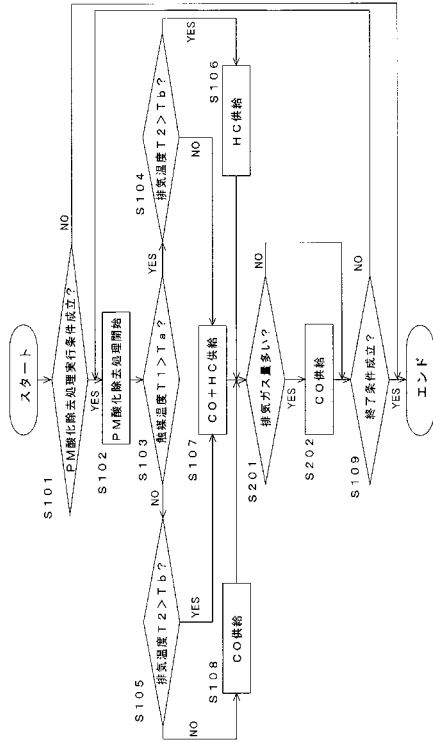 スタート
S101
PM酸化除去処理実行条件成立?
NO
YES
S102
PM酸化除去処理開始
S103
触媒温度T1>Ta?
YES
NO
S104
排気温度T2>Tb?
YES
NO
S105
排気温度T2>Tb?
YES
NO
S106
HC供給
S107
CO+HC供給
S108
CO供給
S201
排気ガス量多い?
NO
YES
S202
CO供給
S109
終了条件成立?
NO
YES
エンド